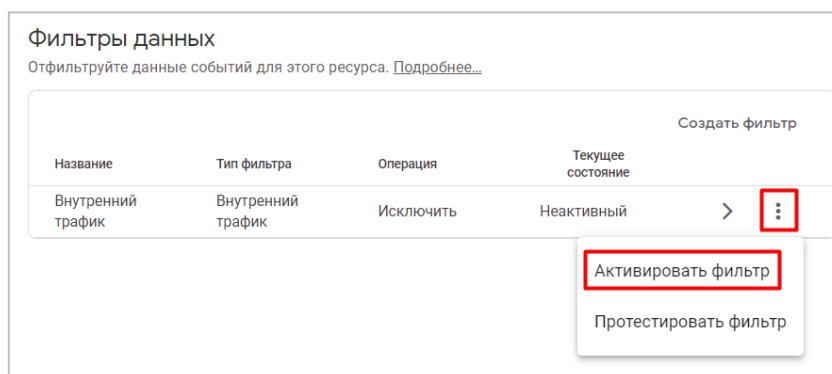 Фильтры данных
Отфильтруйте данные событий для этого ресурса. Подробнее...
Создать фильтр
Название Тип фильтра Операция Текущее состояние
Внутренний трафик Внутренний трафик Исключить Неактивный
Активировать фильтр
Протестировать фильтр